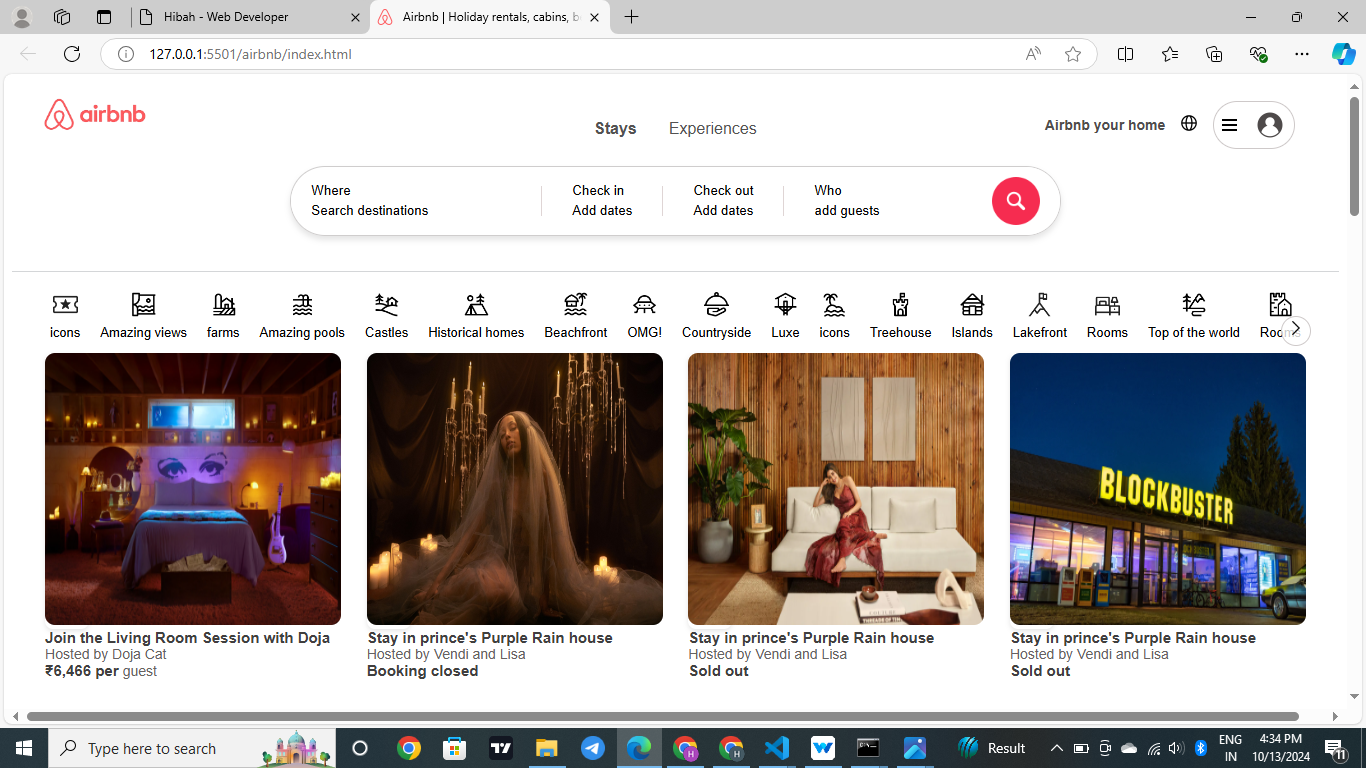 Hibah - Web Developer
Airbnb | Holiday rentals, cabins, b
127.0.0.1:5501/airbnb/index.html
airbnb
Stays
Experiences
Airbnb your home
Where
Search destinations
Check in
Add dates
Check out
Add dates
Who
add guests
icons
Amazing views
farms
Amazing pools
Castles
Historical homes
Beachfront
OMG!
Countryside
Luxe
icons
Treehouse
Islands
Lakefront
Rooms
Top of the world
Rooms
BLOCKBUSTER
Join the Living Room Session with Doja
Hosted by Doja Cat
₹6,466 per guest
Stay in prince's Purple Rain house
Hosted by Vendi and Lisa
Booking closed
Stay in prince's Purple Rain house
Hosted by Vendi and Lisa
Sold out
Stay in prince's Purple Rain house
Hosted by Vendi and Lisa
Sold out
Type here to search
Result
ENG
IN
4:34 PM
10/13/2024
11